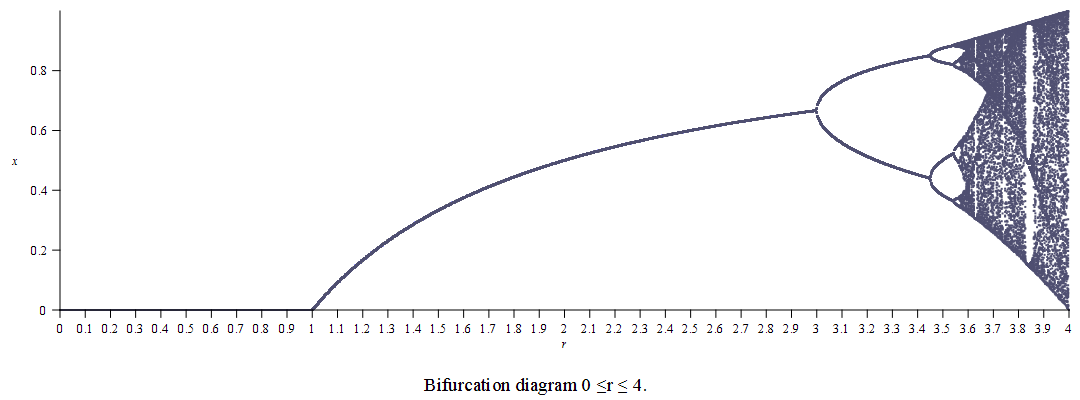 0.8
0.6
x
0.4
0.2
0
0 0.1 0.2 0.3 0.4 0.5 0.6 0.7 0.8 0.9 1 1.1 1.2 1.3 1.4 1.5 1.6 1.7 1.8 1.9 2 2.1 2.2 2.3 2.4 2.5 2.6 2.7 2.8 2.9 3 3.1 3.2 3.3 3.4 3.5 3.6 3.7 3.8 3.9 4
r
Bifurcation diagram 0 ≤r ≤ 4.